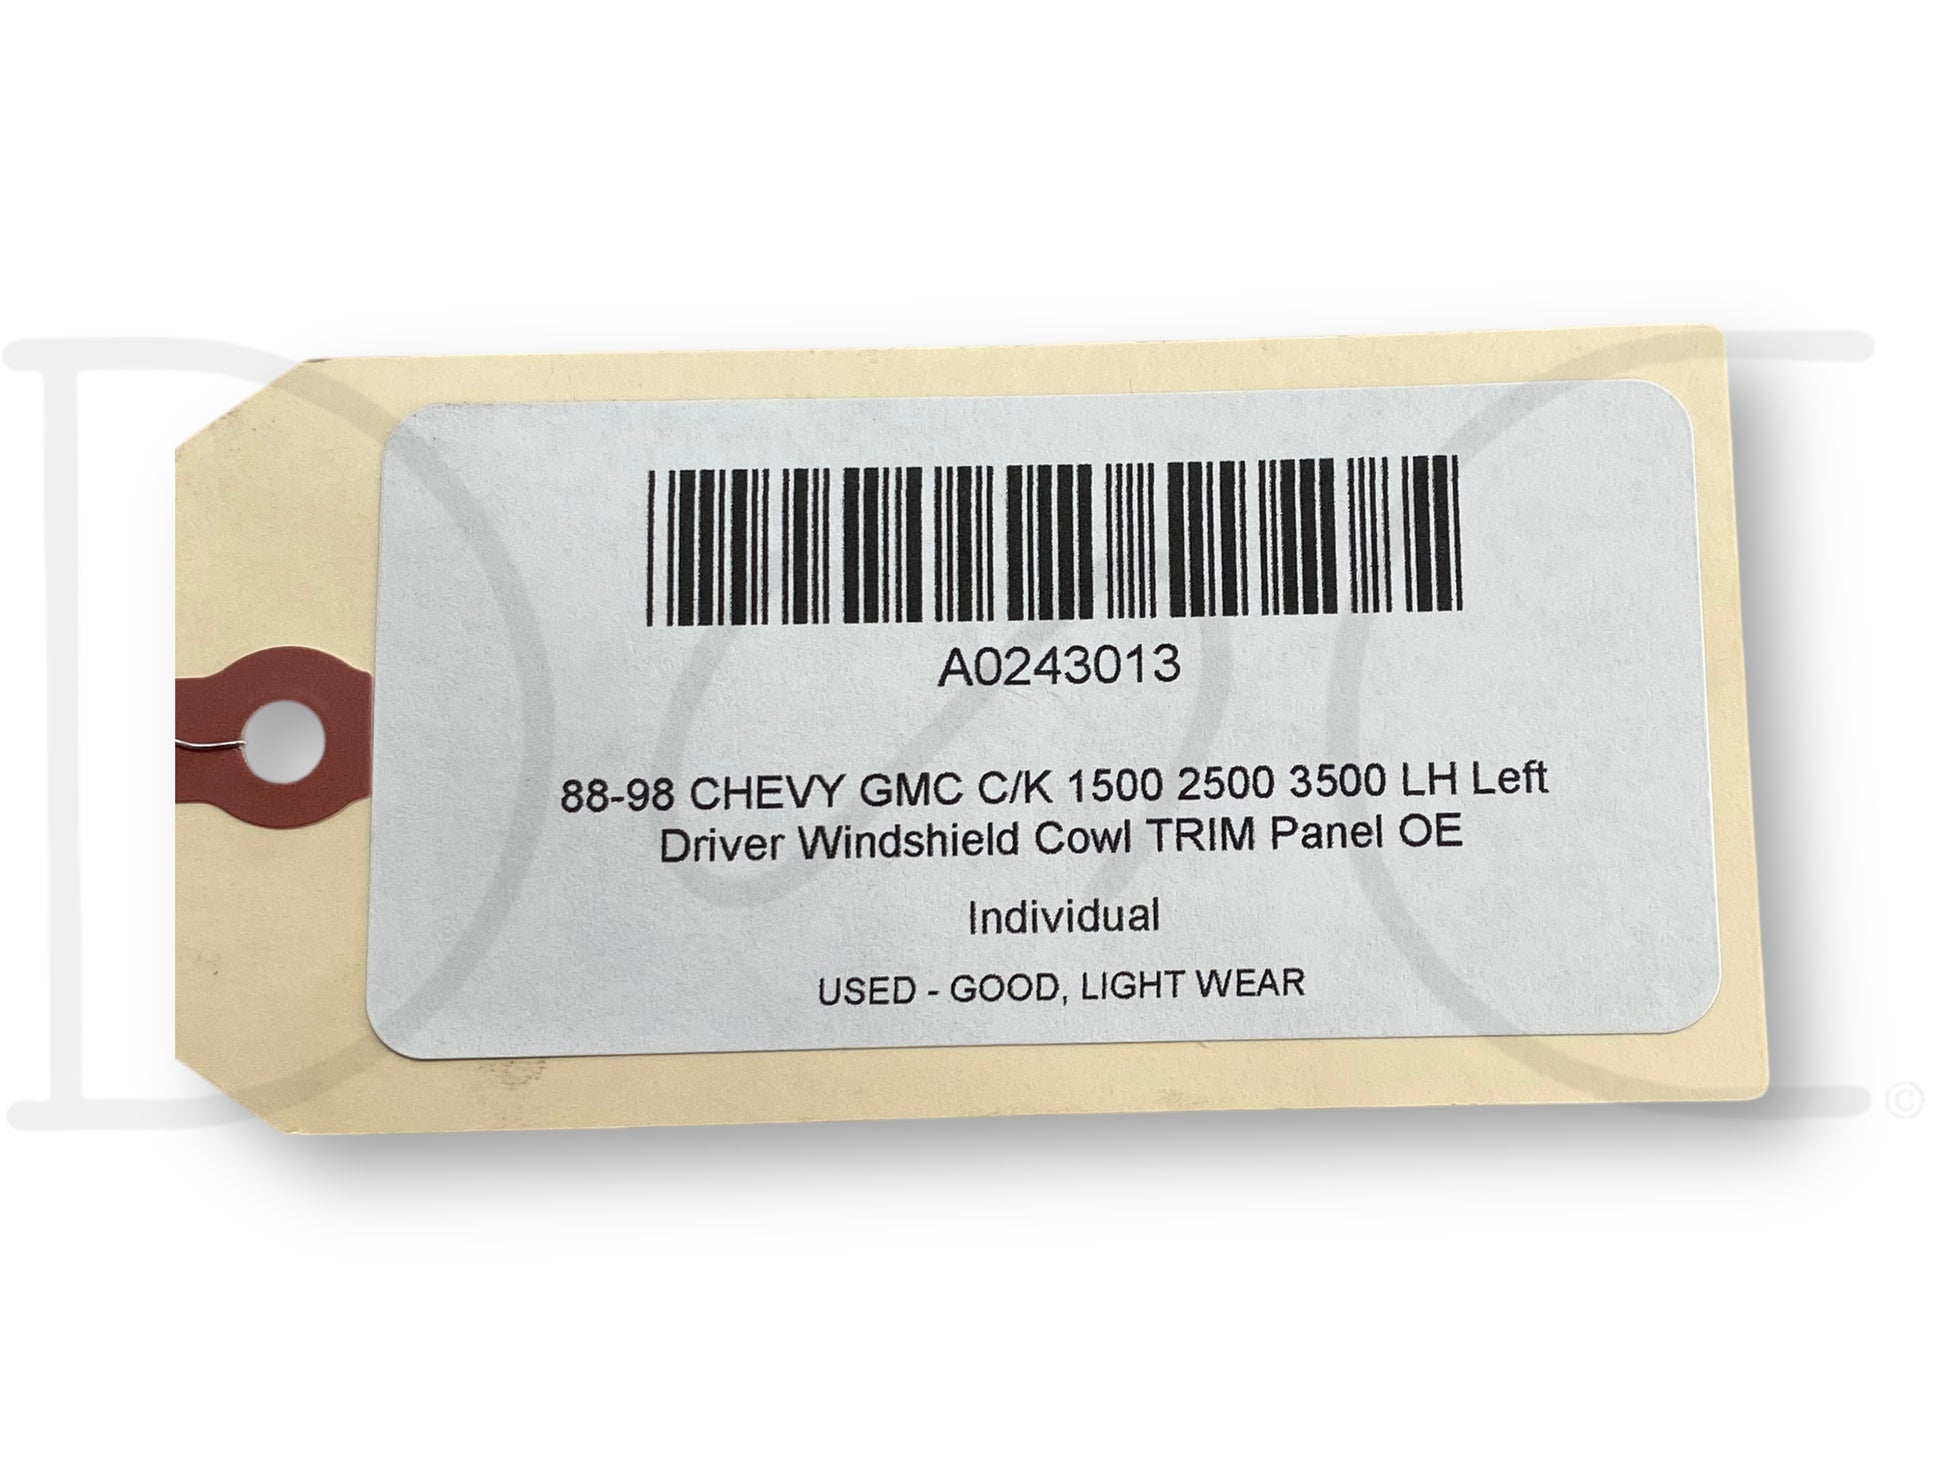 A0243013
88-98 CHEVY GMC C/K 1500 2500 3500 LH Left
Driver Windshield Cowl TRIM Panel OE
Individual
USED - GOOD, LIGHT WEAR
©